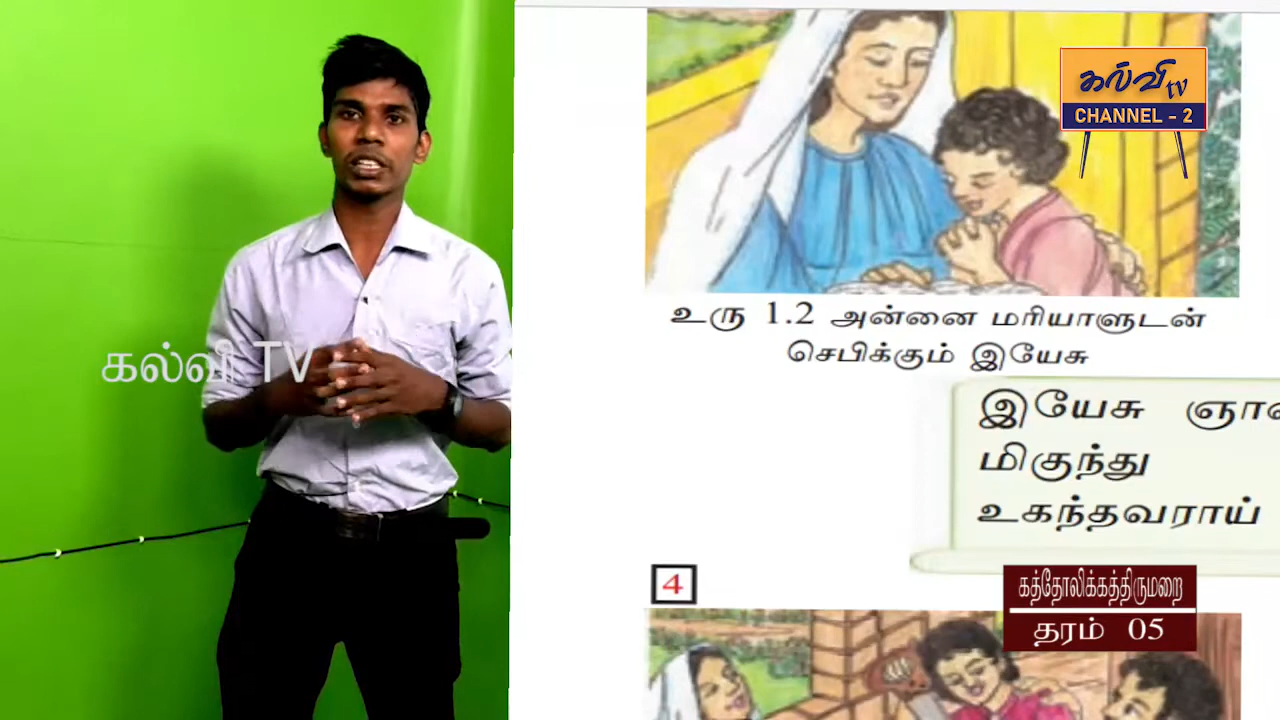 கல்வி TV
CHANNEL - 2
கல்வி TV
உரு 1.2 அன்னை மரியாளுடன்
செபிக்கும் இயேசு
இயேசு
மிகுந்து
உகந்தவராய்
4
கத்தோலிக்கத்திருமறை
தரம் 05